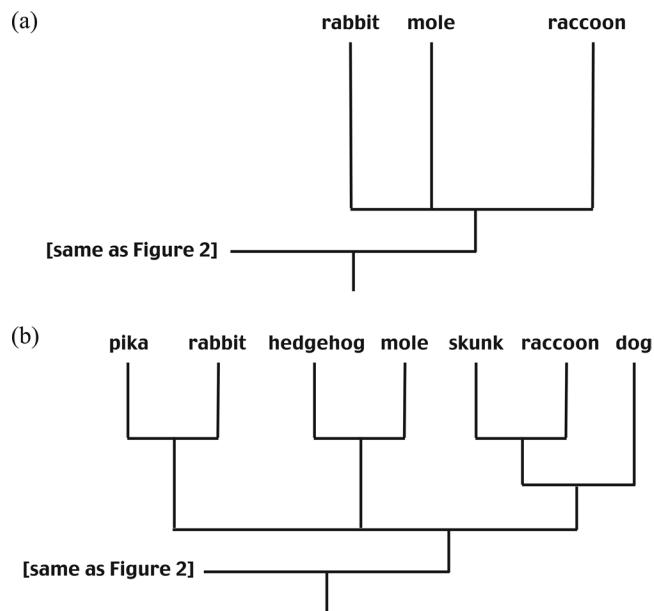 (a)
rabbit mole raccoon
[same as Figure 2]
(b)
pika rabbit hedgehog mole skunk raccoon dog
[same as Figure 2]